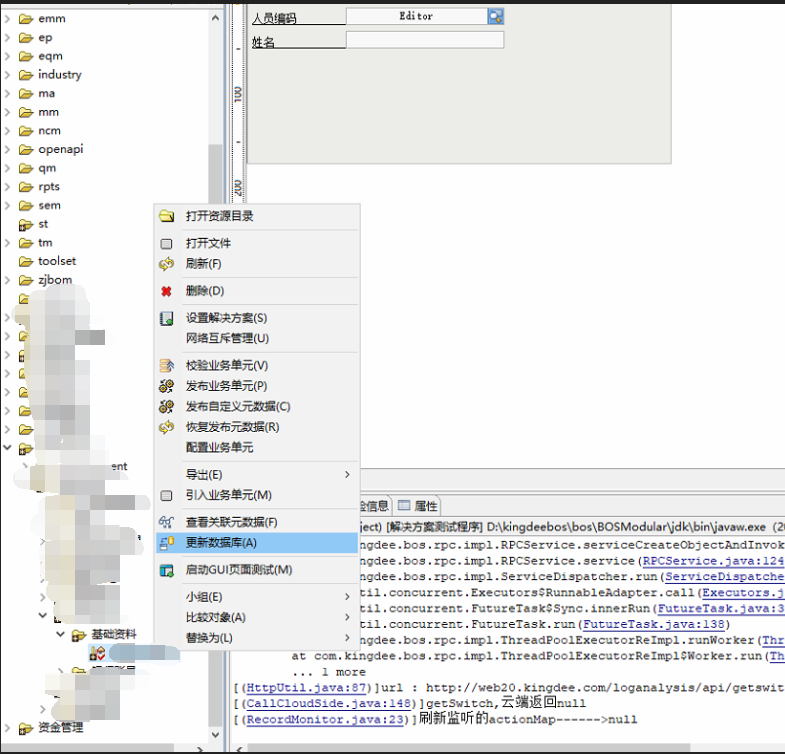 emm
ep
eqm
industry
ma
mm
ncm
openapi
qm
rpts
sem
st
tm
toolset
zjbom
基础资料
资金管理
人员编码
Editor
姓名
100
200
打开资源目录
打开文件
刷新(F)
删除(D)
设置解决方案(S)
网络互斥管理(U)
校验业务单元(V)
发布业务单元(P)
发布自定义元数据(C)
恢复发布元数据(R)
配置业务单元
导出(E)
引入业务单元(M)
查看关联元数据(F)
更新数据库(A)
启动GUI页面测试(M)
小组(E)
比较对象(A)
替换为(L)
信息 属性
ject) [解决方案测试程序] D:\kingdeebos\bos\BOSModular\jdk\bin\javaw.exe (20
ngdee.bos.rpc.impl.RPCService.serviceCreateObjectAndInvok
ngdee.bos.rpc.impl.RPCService.service(RPCService.java:124
ngdee.bos.rpc.impl.ServiceDispatcher.run(ServiceDispatche
til.concurrent.Executors$RunnableAdapter.call(Executors.j
til.concurrent.FutureTask$Sync.innerRun(FutureTask.java:3
til.concurrent.FutureTask.run(FutureTask.java:138)
ngdee.bos.rpc.impl.ThreadPoolExecutorReImpl.runWorker(Thr
at com.kingdee.bos.rpc.impl.ThreadPoolExecutorReImpl$Worker.run(Th
... 1 more
[(HttpUtil.java:87)]url : http://web20.kingdee.com/loganalysis/api/getswit
[(CallCloudSide.java:148)]getSwitch,云端返回null
[(RecordMonitor.java:23)]刷新监听的actionMap------>null